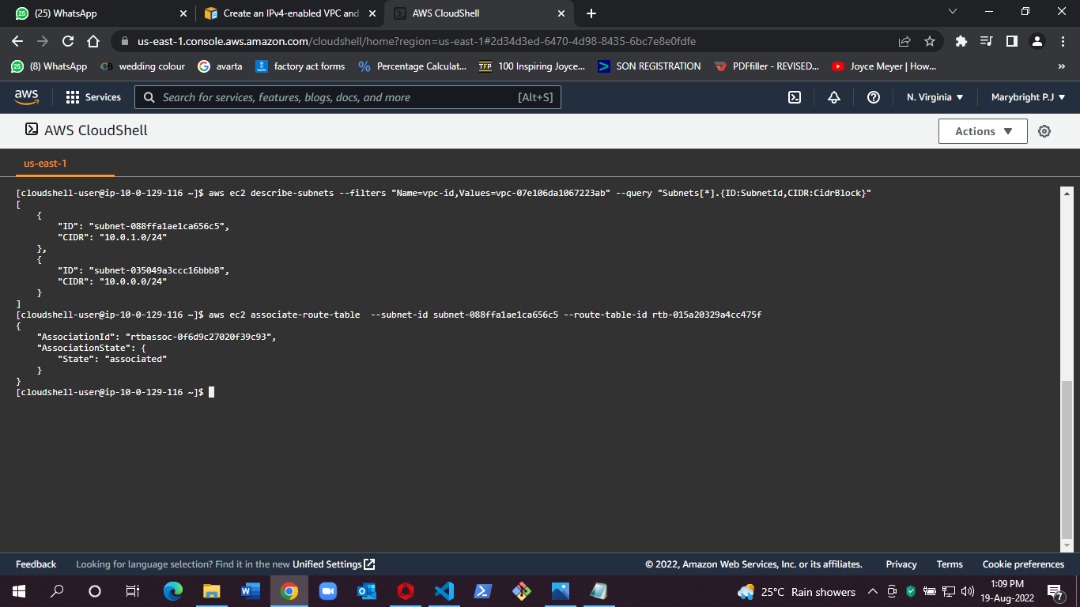 (25) WhatsApp
Create an IPv4-enabled VPC and
AWS CloudShell
us-east-1.console.aws.amazon.com/cloudshell/home?region=us-east-1#2d34d3ed-6470-4d98-8435-6bc7e8e0fdfe
(8) WhatsApp
wedding colour
avarta
factory act forms
Percentage Calculat...
100 Inspiring Joyce...
SON REGISTRATION
PDFfiller - REVISED...
Joyce Meyer | How...
»
aws
Services
Search for services, features, blogs, docs, and more
[Alt+S]
N. Virginia ▼
Marybright P.J ▼
AWS CloudShell
Actions ▼
us-east-1
[cloudshell-user@ip-10-0-129-116 ~]$ aws ec2 describe-subnets --filters "Name=vpc-id,Values=vpc-07e106da1067223ab" --query "Subnets[*].{ID:SubnetId,CIDR:CidrBlock}"
[
    {
        "ID": "subnet-088ffa1ae1ca656c5",
        "CIDR": "10.0.1.0/24"
    },
    {
        "ID": "subnet-035049a3ccc16bbb8",
        "CIDR": "10.0.0.0/24"
    }
]
[cloudshell-user@ip-10-0-129-116 ~]$ aws ec2 associate-route-table  --subnet-id subnet-088ffa1ae1ca656c5 --route-table-id rtb-015a20329a4cc475f
{
    "AssociationId": "rtbassoc-0f6d9c27020f39c93",
    "AssociationState": {
        "State": "associated"
    }
}
[cloudshell-user@ip-10-0-129-116 ~]$
Feedback
Looking for language selection? Find it in the new Unified Settings
© 2022, Amazon Web Services, Inc. or its affiliates.
Privacy
Terms
Cookie preferences
25°C Rain showers
1:09 PM
19-Aug-2022
7